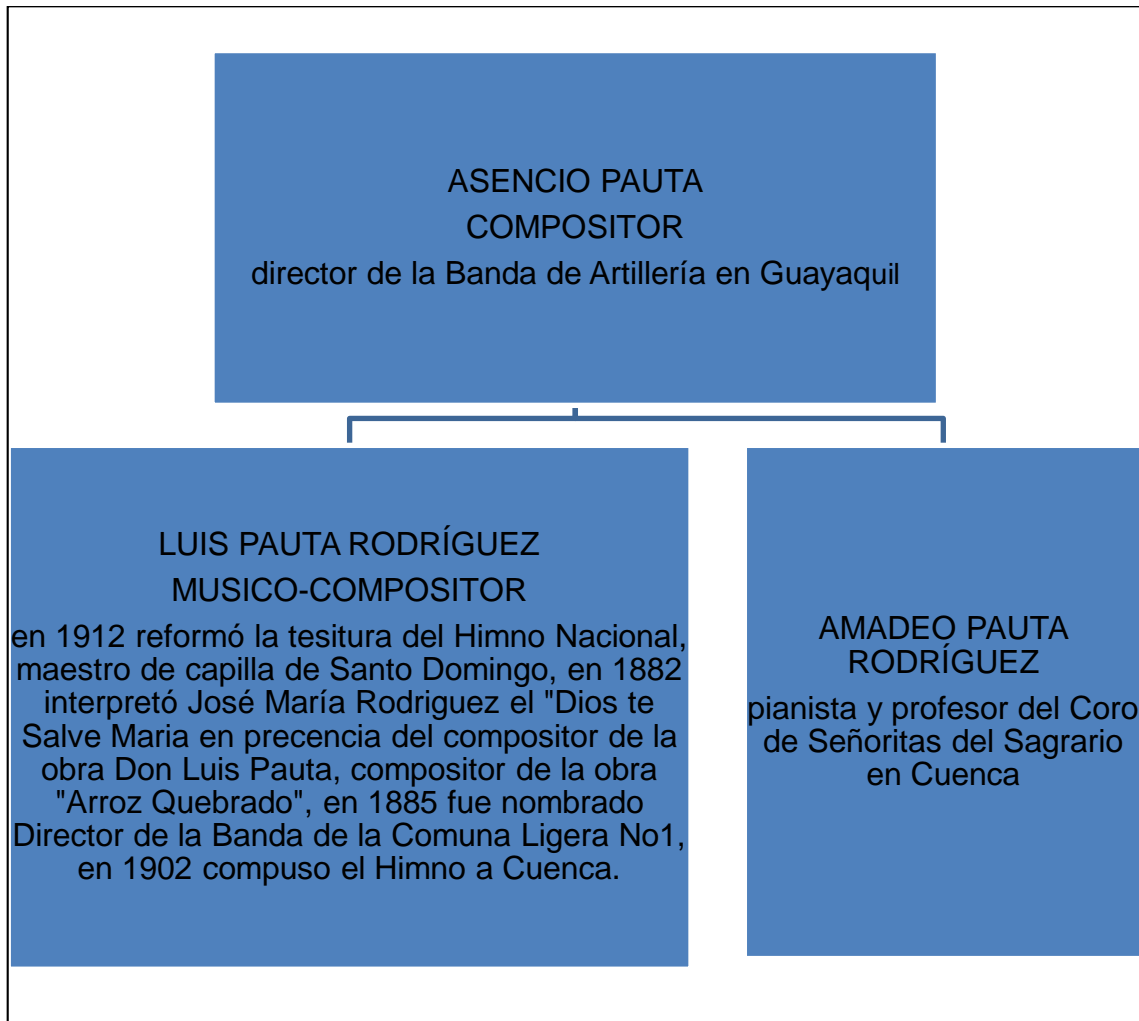 ASENCIO PAUTA
COMPOSITOR
director de la Banda de Artillería en Guayaquil
LUIS PAUTA RODRÍGUEZ
MUSICO-COMPOSITOR
en 1912 reformó la tesitura del Himno Nacional,
maestro de capilla de Santo Domingo, en 1882
interpretó José María Rodriguez el "Dios te
Salve Maria en precencia del compositor de la
obra Don Luis Pauta, compositor de la obra
"Arroz Quebrado", en 1885 fue nombrado
Director de la Banda de la Comuna Ligera No1,
en 1902 compuso el Himno a Cuenca.
AMADEO PAUTA
RODRÍGUEZ
pianista y profesor del Coro
de Señoritas del Sagrario
en Cuenca